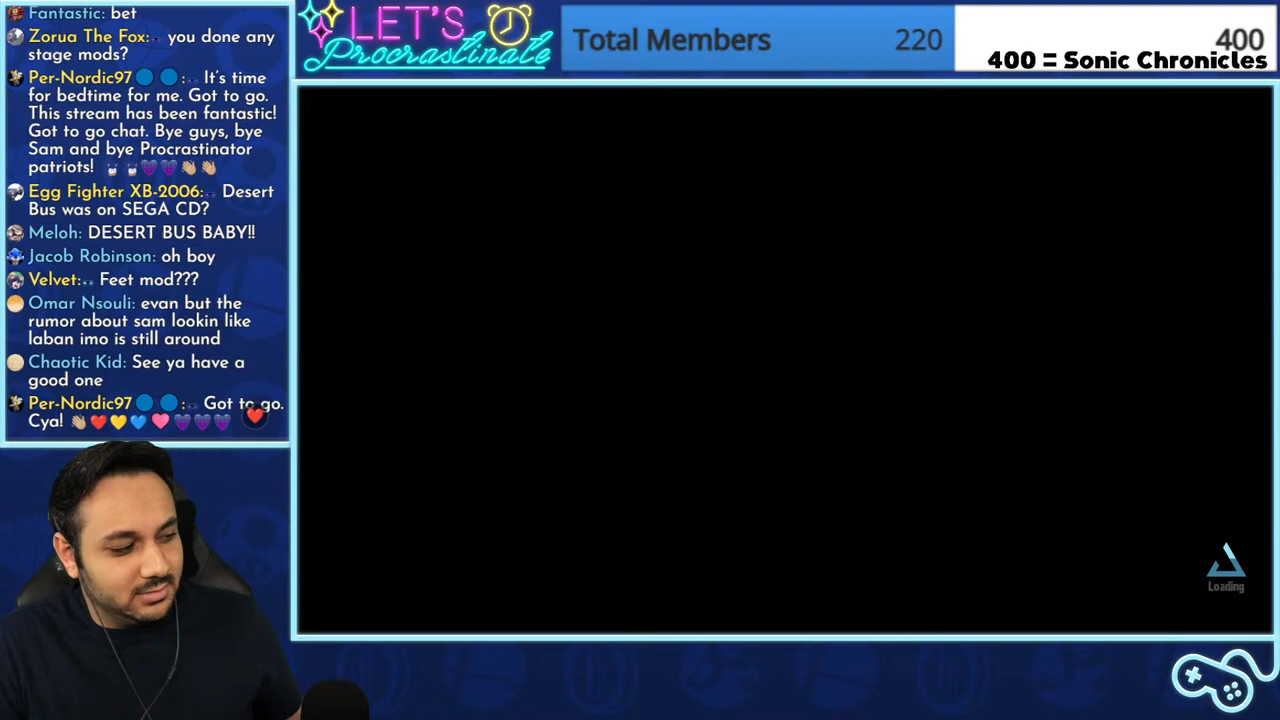 Fantastic: bet
Zorua The Fox: you done any
stage mods?
Per-Nordic97 : It's time
for bedtime for me. Got to go.
This stream has been fantastic!
Got to go chat. Bye guys, bye
Sam and bye Procrastinator
patriots!
Egg Fighter XB-2006: Desert
Bus was on SEGA CD?
Meloh: DESERT BUS BABY!!
Jacob Robinson: oh boy
Velvet: Feet mod???
Omar Nsouli: evan but the
rumor about sam lookin like
laban imo is still around
Chaotic Kid: See ya have a
good one
Per-Nordic97 : Got to go.
Cya!
LET'S
Procrastinate
Total Members 220
400
400 = Sonic Chronicles
Loading